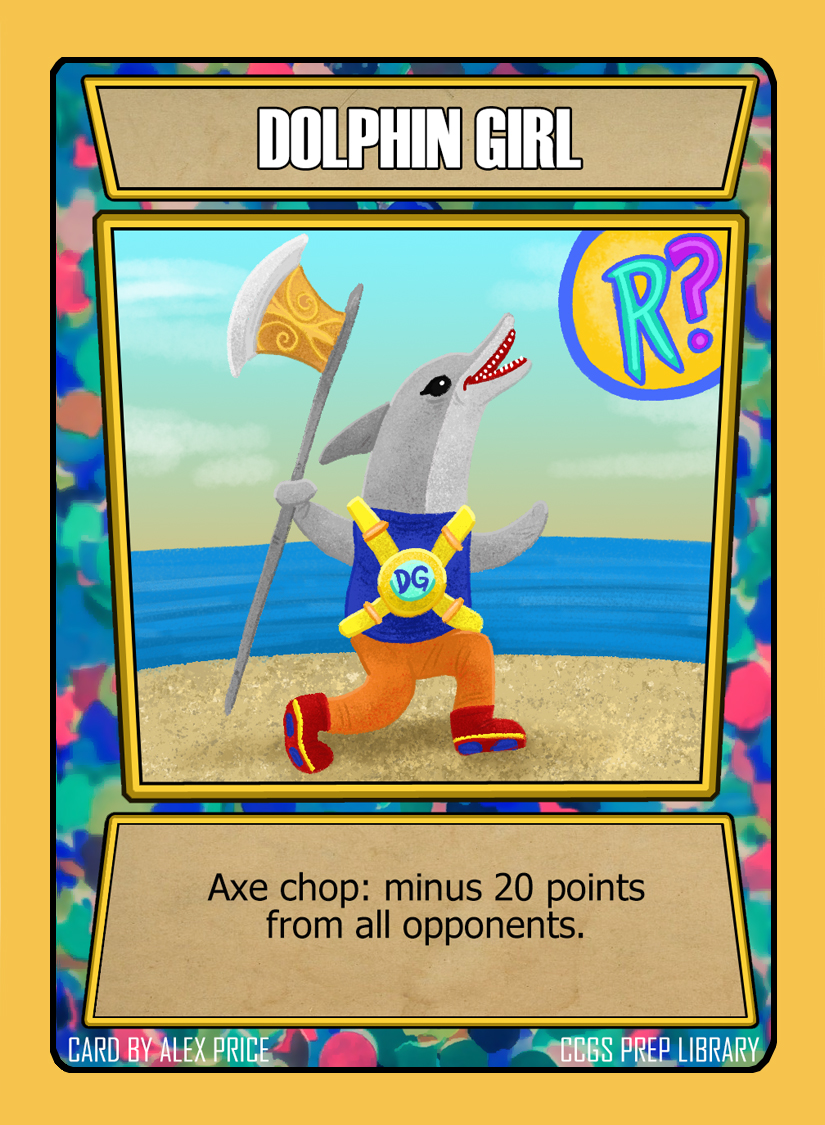 DOLPHIN GIRL
R?
DG
Axe chop: minus 20 points
from all opponents.
CARD BY ALEX PRICE
CCGS PREP LIBRARY